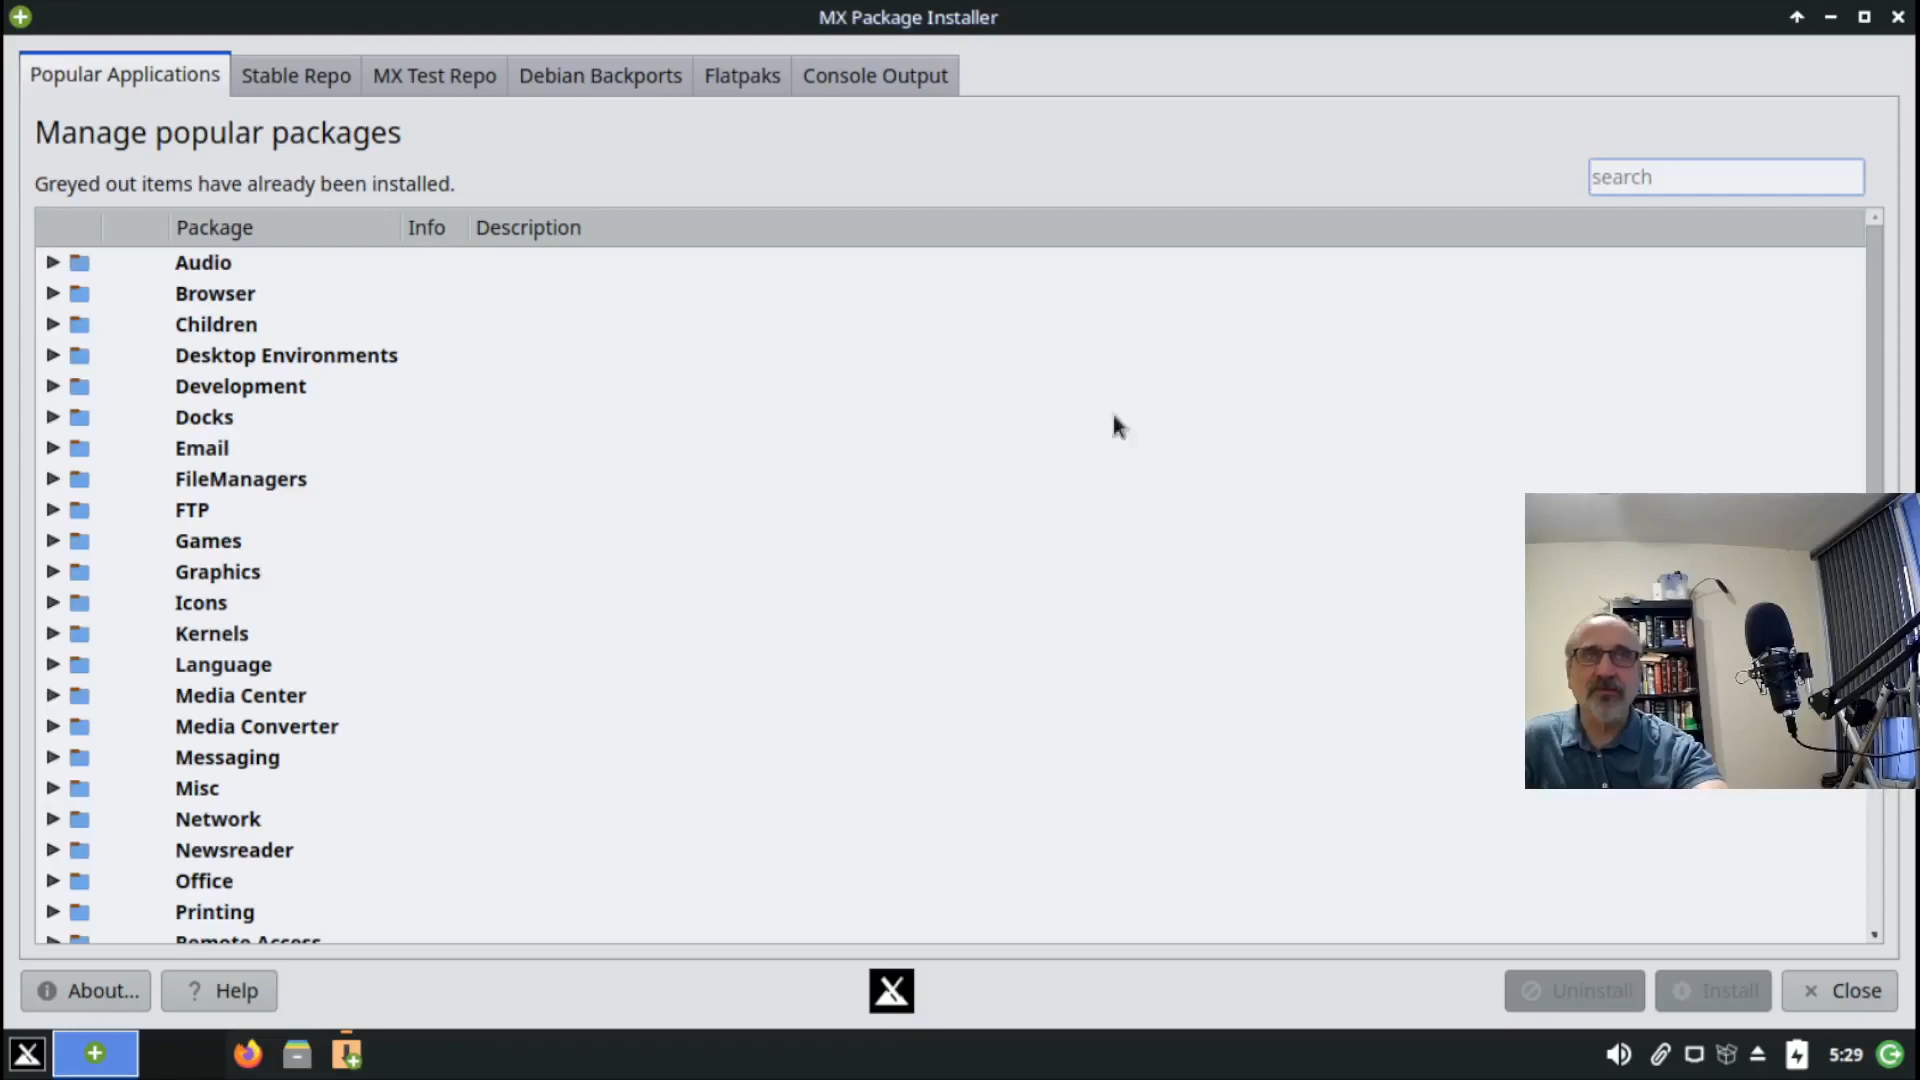 MX Package Installer
Popular Applications
Stable Repo
MX Test Repo
Debian Backports
Flatpaks
Console Output
Manage popular packages
Greyed out items have already been installed.
search
Package
Info
Description
Audio
Browser
Children
Desktop Environments
Development
Docks
Email
FileManagers
FTP
Games
Graphics
Icons
Kernels
Language
Media Center
Media Converter
Messaging
Misc
Network
Newsreader
Office
Printing
Remote Access
About...
? Help
Uninstall
Install
Close
5:29